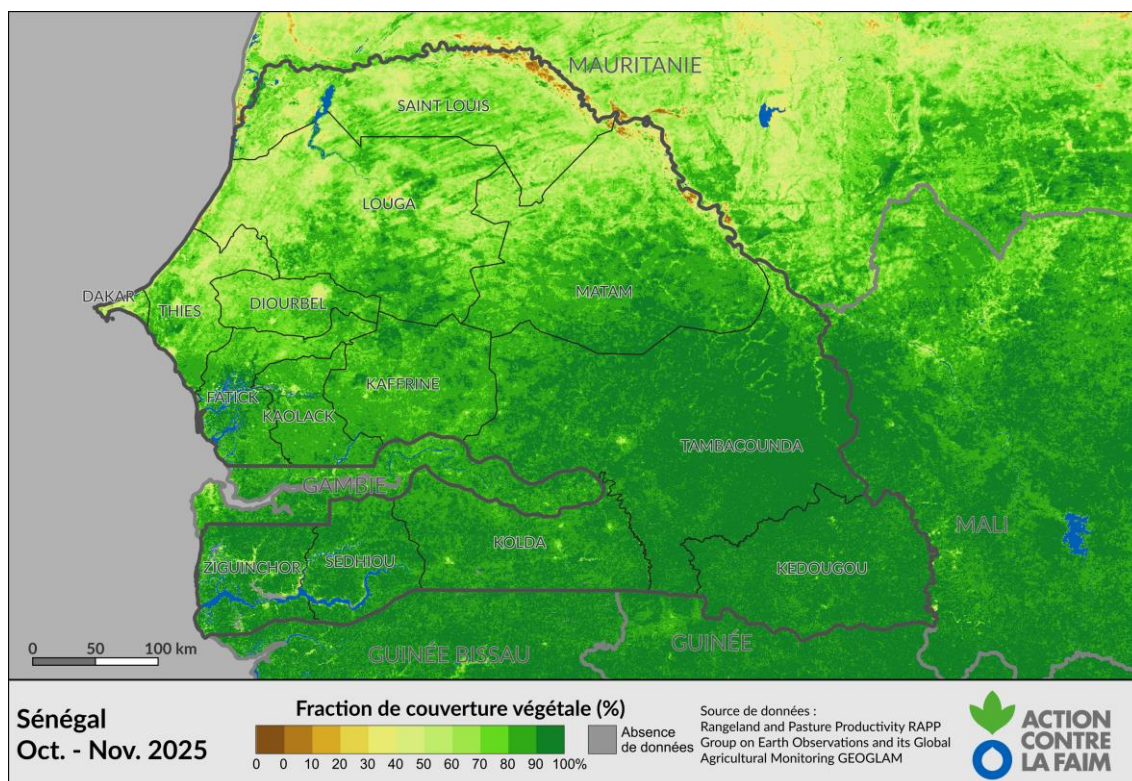 MAURITANIE
SAINT LOUIS
LOUGA
DAKAR
THIES
DIOURBEL
MATAM
FATICK
KAOLACK
KAFFRINE
TAMBACOUNDA
GAMBIE
MALI
ZIGUINCHOR
SEDHIOU
KOLDA
KEDOUGOU
GUINÉE BISSAU
GUINÉE
0 50 100 km
Sénégal
Oct. - Nov. 2025
Fraction de couverture végétale (%)
0 0 10 20 30 40 50 60 70 80 90 100%
Absence
de données
Source de données :
Rangeland and Pasture Productivity RAPP
Group on Earth Observations and its Global
Agricultural Monitoring GEOGLAM
ACTION
CONTRE
LA FAIM